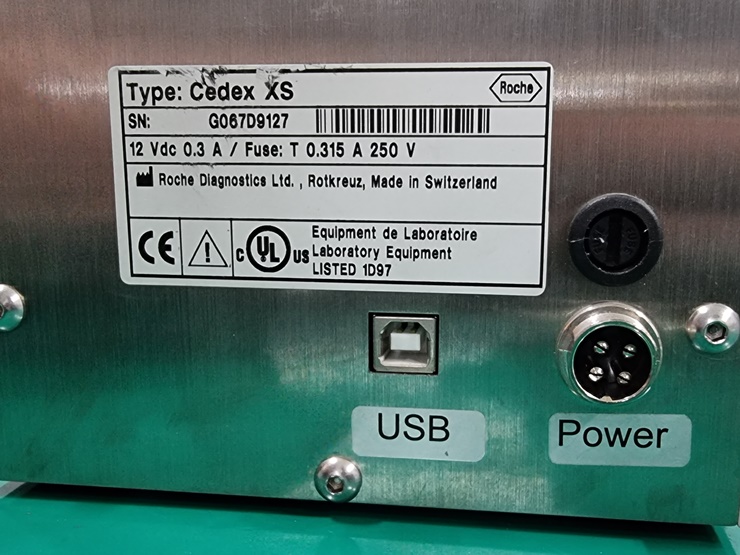 Type: Cedex XS
Roche
SN: G067D9127
12 Vdc 0.3 A / Fuse: T 0.315 A 250 V
Roche Diagnostics Ltd. , Rotkreuz, Made in Switzerland
CE
C UL US
Equipment de Laboratoire
Laboratory Equipment
LISTED 1D97
USB
Power